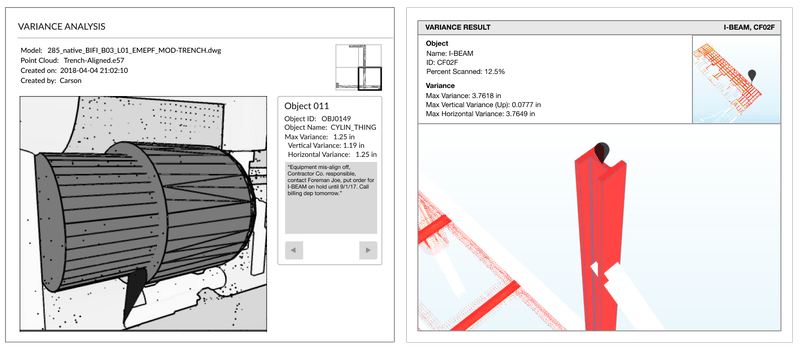 VARIANCE ANALYSIS
Model: 285_native_BIFI_B03_L01_EMEPF_MOD-TRENCH.dwg
Point Cloud: Trench-Aligned.e57
Created on: 2018-04-04 21:02:10
Created by: Carson
Object 011
Object ID: OBJ0149
Object Name: CYLIN_THING
Max Variance: 1.25 in
Vertical Variance: 1.19 in
Horizontal Variance: 1.25 in
"Equipment mis-align off,
Contractor Co. responsible,
contact Foreman Joe, put order for
I-BEAM on hold until 9/1/17. Call
billing dep tomorrow."
VARIANCE RESULT
I-BEAM, CF02F
Object
Name: I-BEAM
ID: CF02F
Percent Scanned: 12.5%
Variance
Max Variance: 3.7618 in
Max Vertical Variance (Up): 0.0777 in
Max Horizontal Variance: 3.7649 in